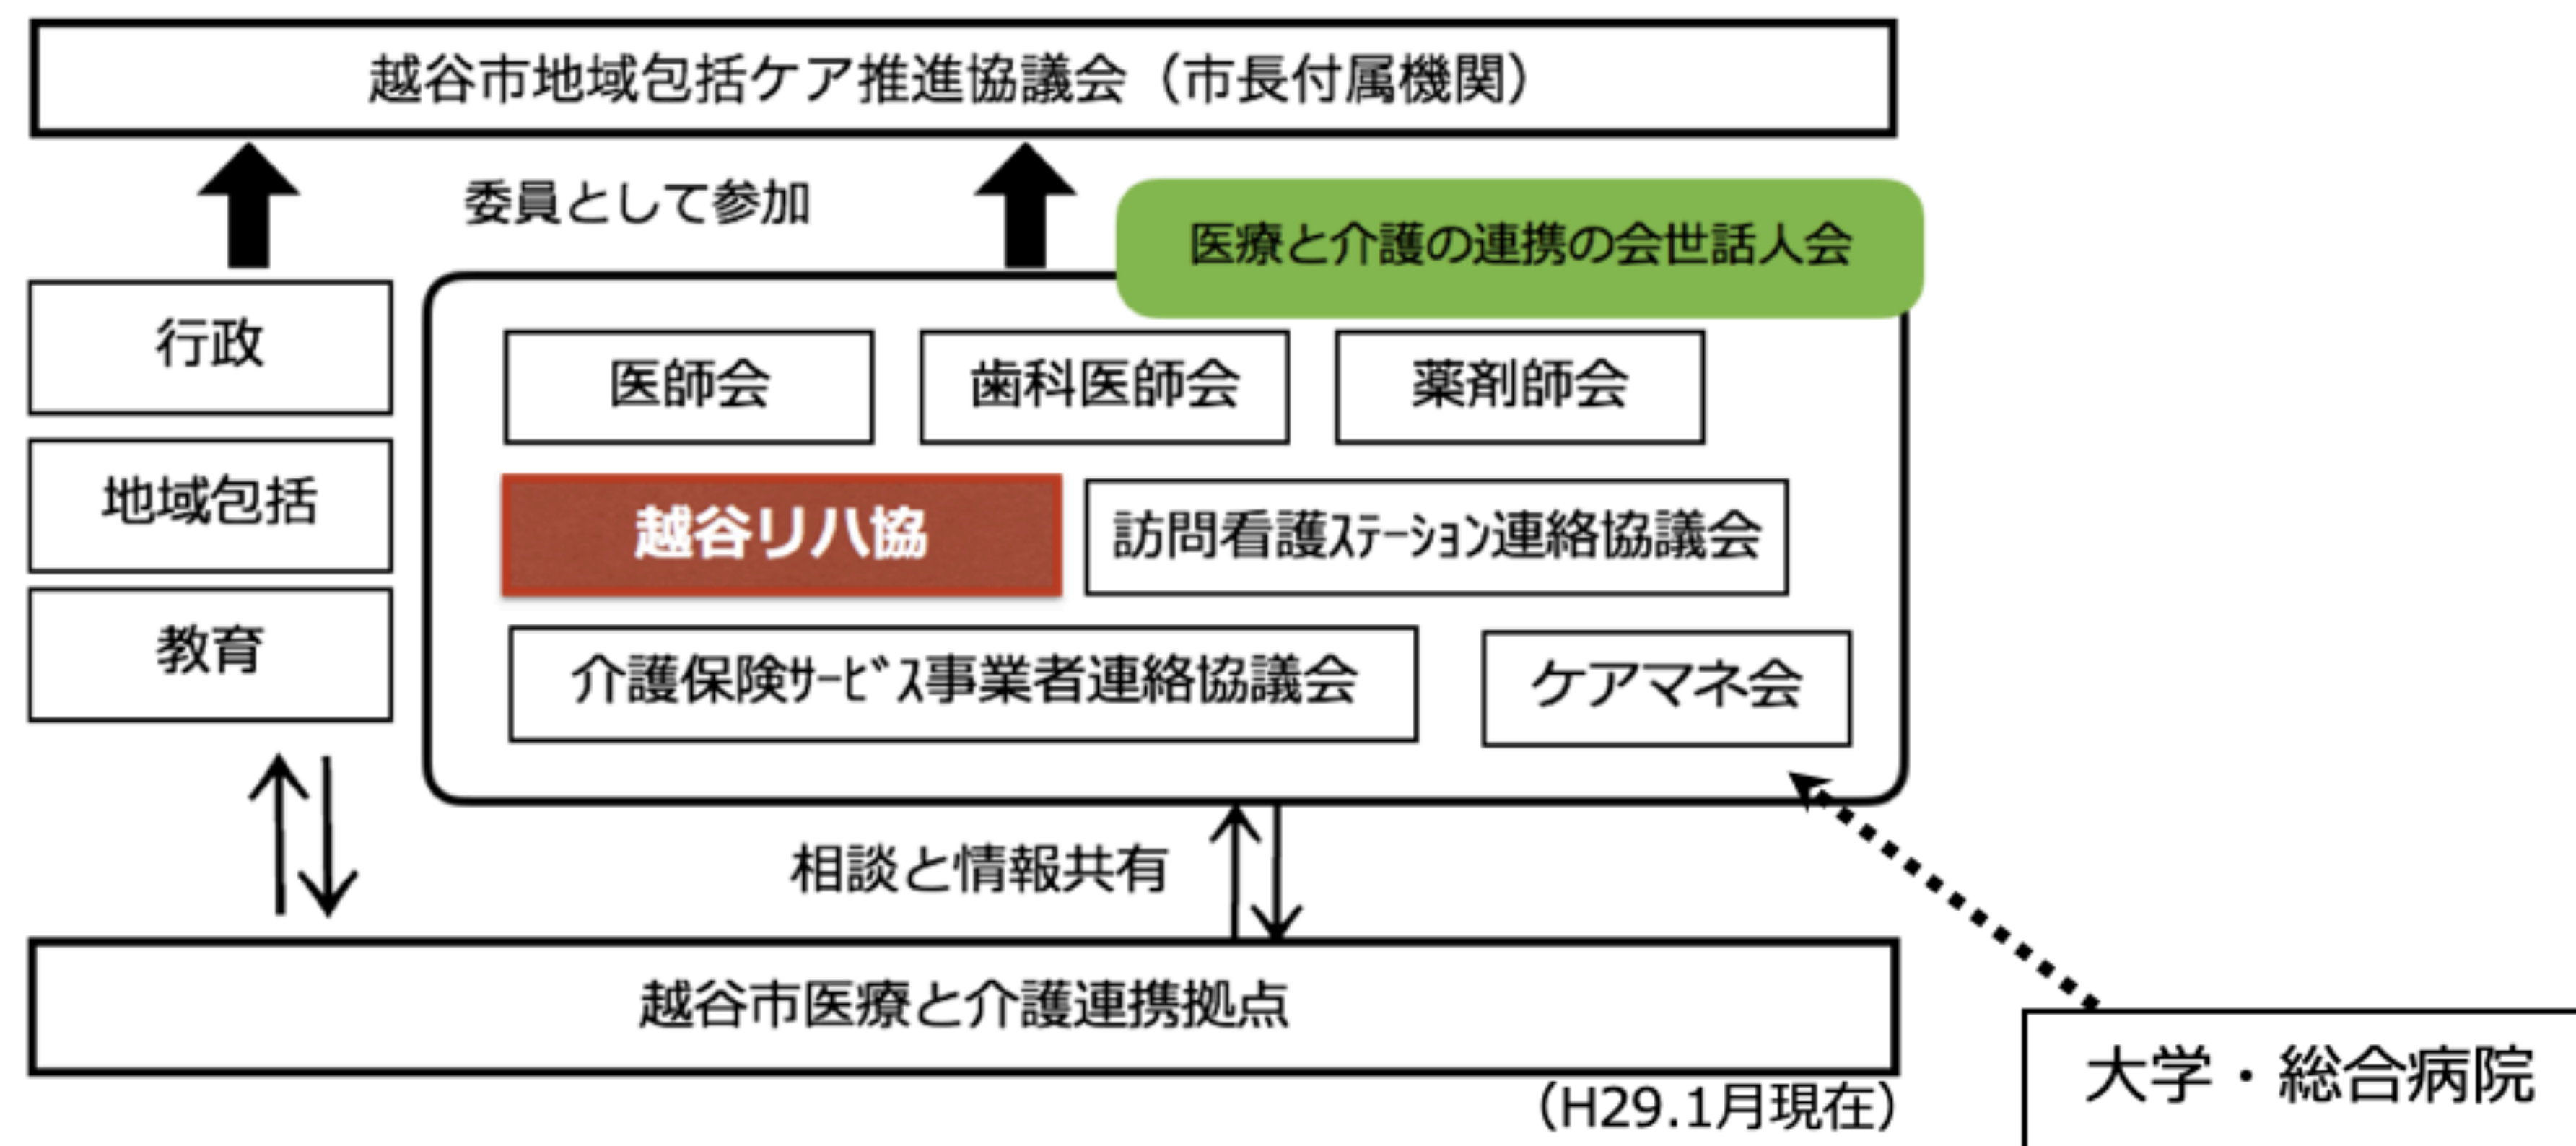 越谷市地域包括ケア推進協議会（市長付属機関）
委員として参加
医療と介護の連携の会世話人会
行政
医師会
歯科医師会
薬剤師会
地域包括
越谷リハ協
訪問看護ｽﾃｰｼｮﾝ連絡協議会
教育
介護保険ｻｰﾋﾞｽ事業者連絡協議会
ケアマネ会
相談と情報共有
越谷市医療と介護連携拠点
（H29.1月現在）
大学・総合病院